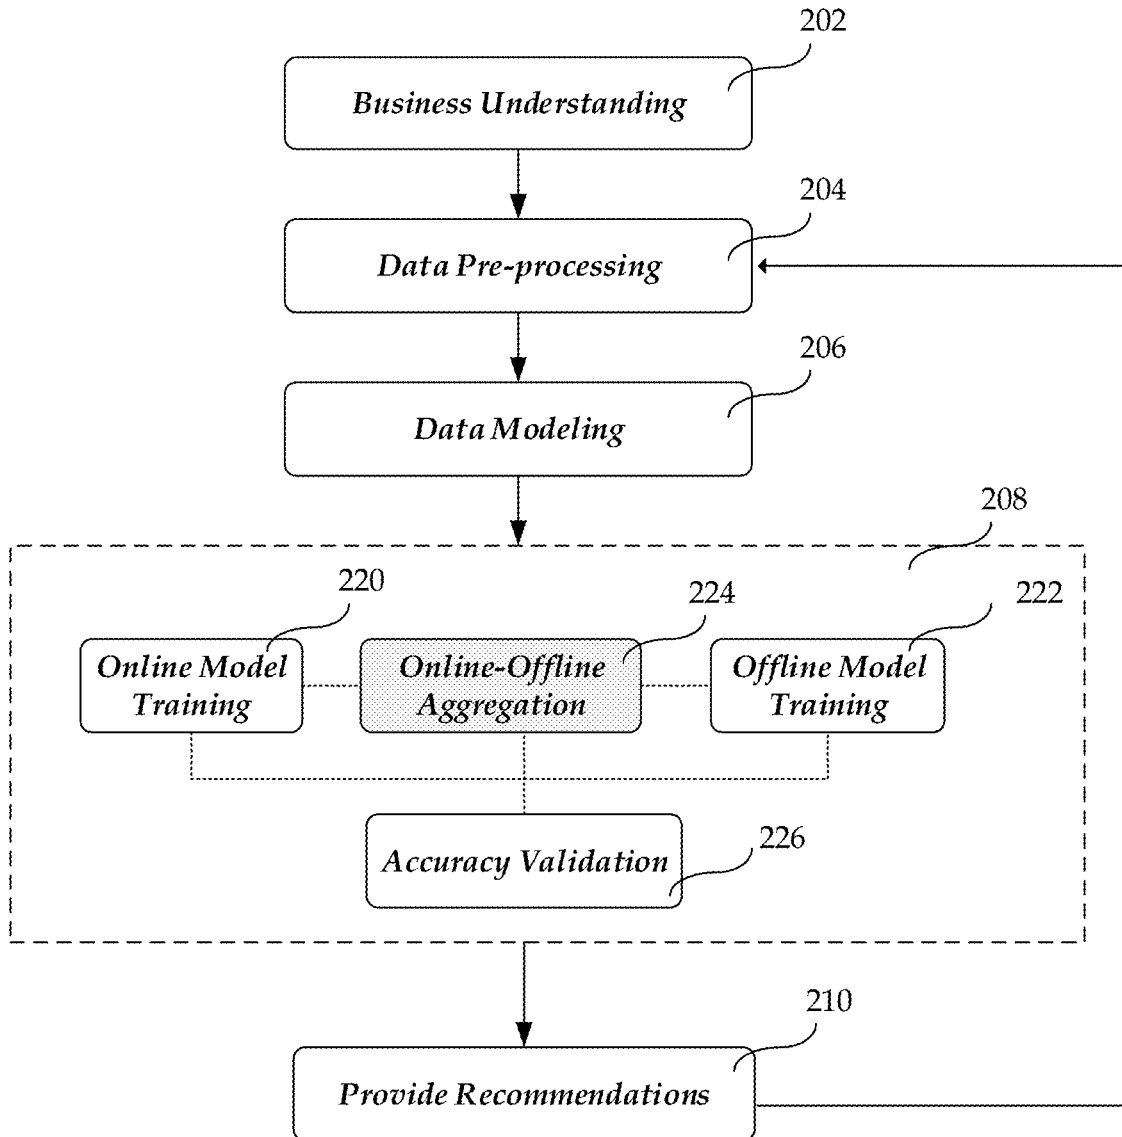 202
Business Understanding
204
Data Pre-processing
206
Data Modeling
208
220
224
222
Online Model
Training
Online-Offline
Aggregation
Offline Model
Training
Accuracy Validation
226
210
Provide Recommendations